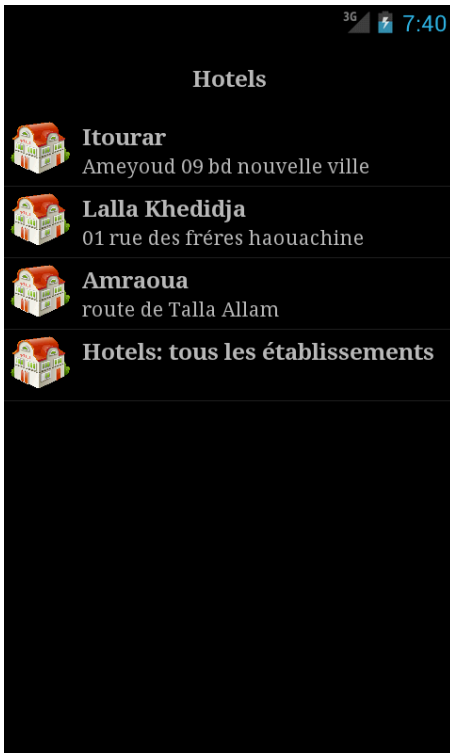 3G 7:40
Hotels
Itourar
Ameyoud 09 bd nouvelle ville
Lalla Khedidja
01 rue des fréres haouachine
Amraoua
route de Talla Allam
Hotels: tous les établissements